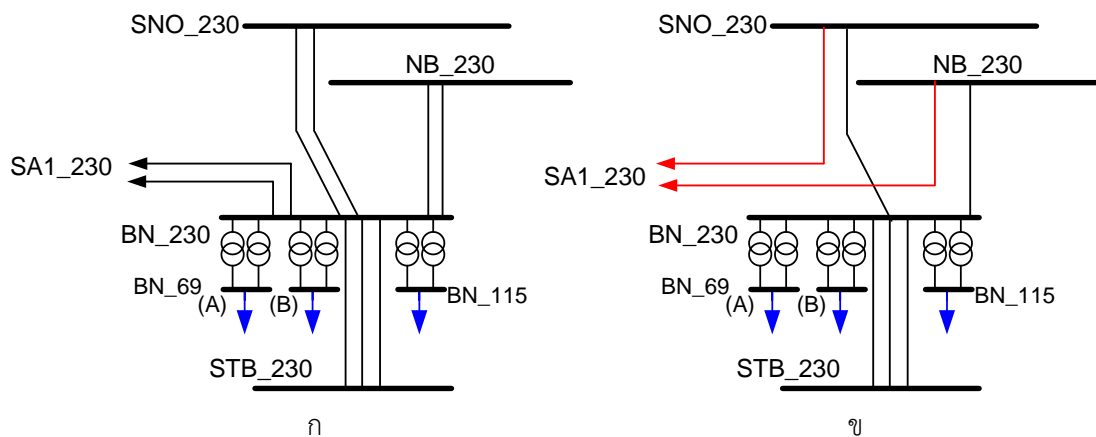 SNO_230
NB_230
SA1_230
BN_230
BN_69
(A)
(B)
BN_115
STB_230
ก
SNO_230
NB_230
SA1_230
BN_230
BN_69
(A)
(B)
BN_115
STB_230
ข